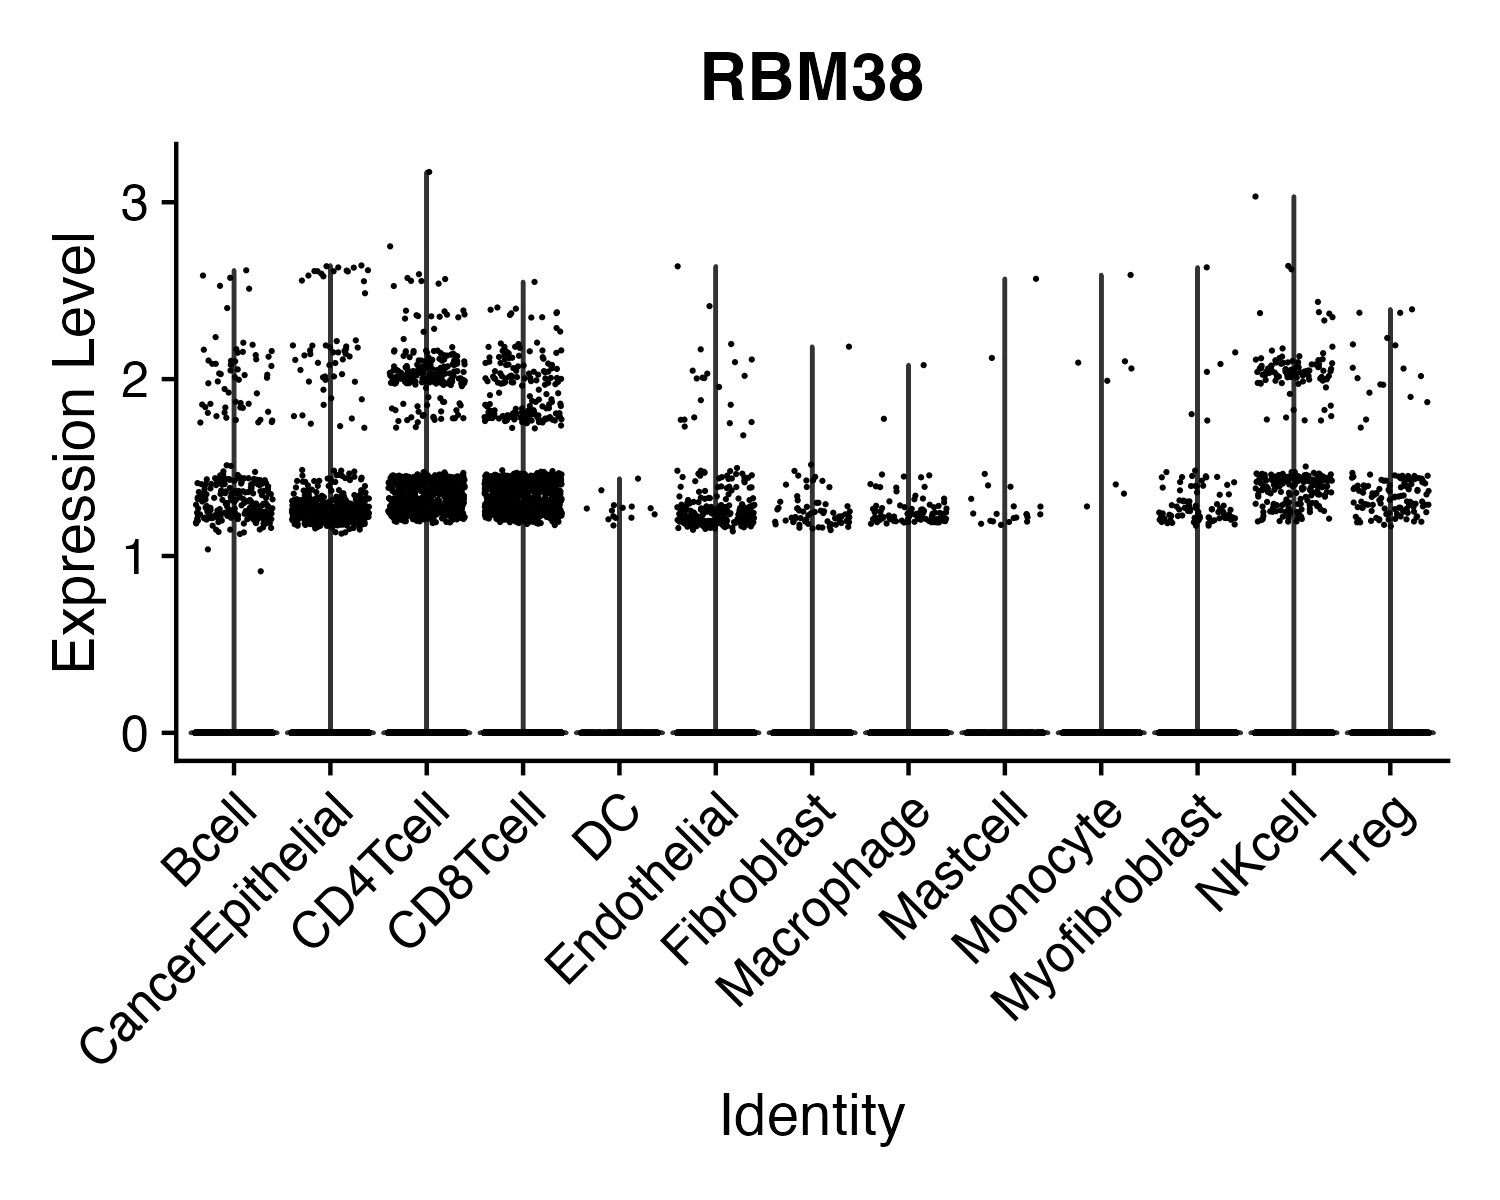 RBM38
Expression Level
3
2
1
0
Bcell
CancerEpithelial
CD4Tcell
CD8Tcell
DC
Endothelial
Fibroblast
Macrophage
Mastcell
Monocyte
Myofibroblast
NKcell
Treg
Identity